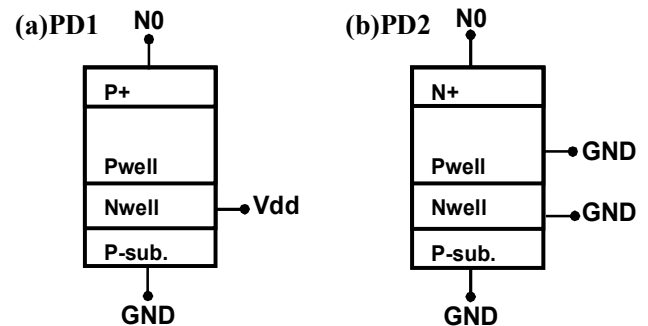 (a)PD1
N0
P+
Pwell
Nwell
Vdd
P-sub.
GND
(b)PD2
N0
N+
Pwell
GND
Nwell
GND
P-sub.
GND